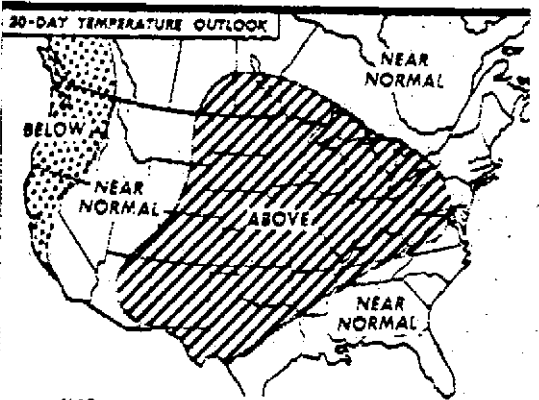 30-DAY TEMPERATURE OUTLOOK
NEAR
NORMAL
BELOW
NEAR
NORMAL
ABOVE
NEAR
NORMAL